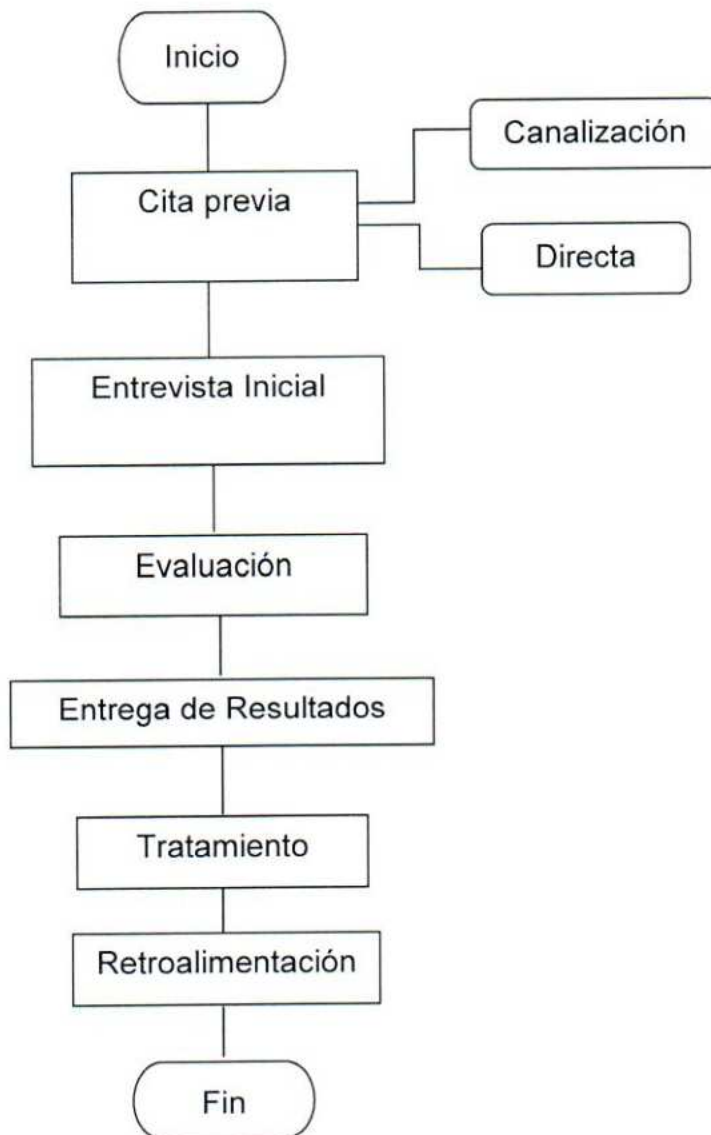 Inicio
Canalización
Cita previa
Directa
Entrevista Inicial
Evaluación
Entrega de Resultados
Tratamiento
Retroalimentación
Fin